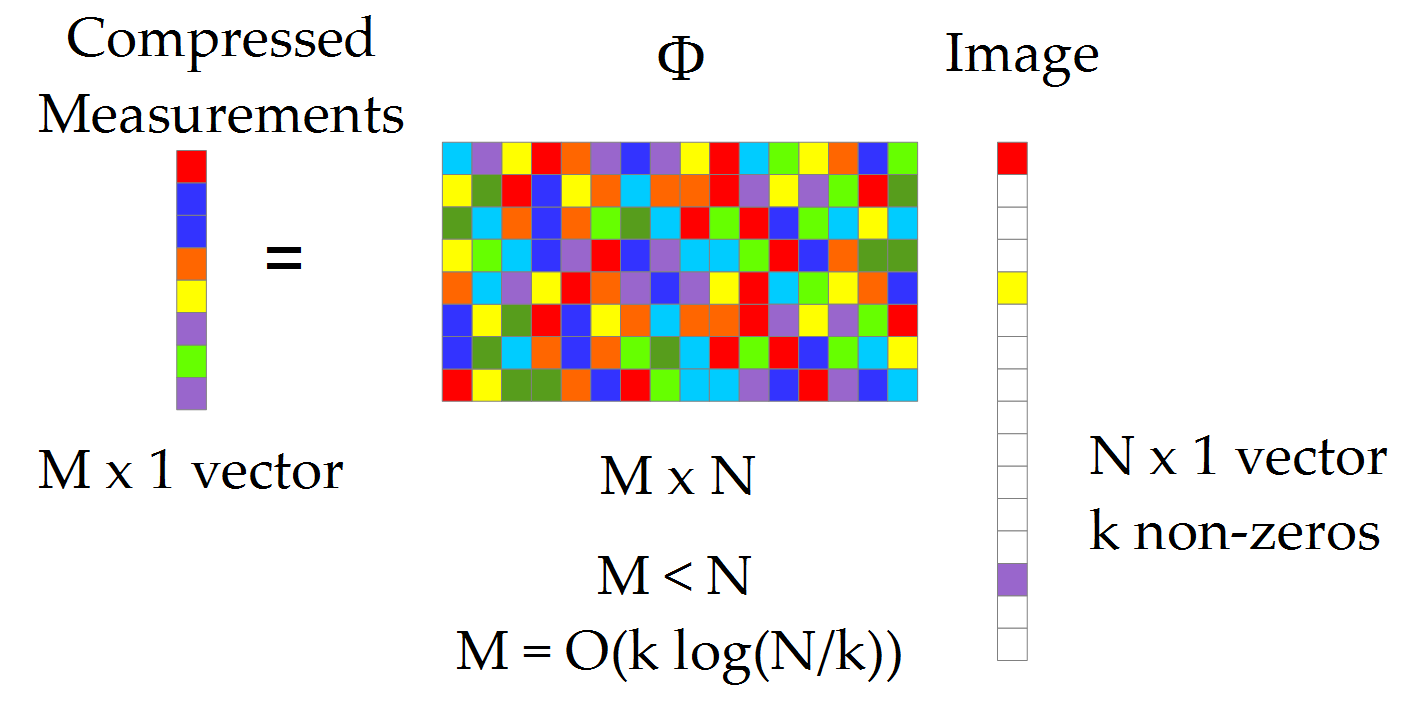 Compressed
Measurements
=
Φ
Image
M x 1 vector
M x N
M < N
M = O(k log(N/k))
N x 1 vector
k non-zeros